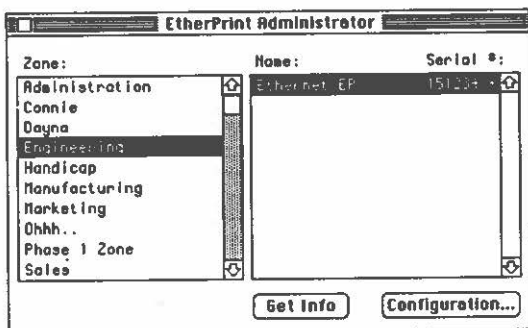 EtherPrint Administrator
Zone:
Name: Serial #:
Administration
Connie
Dayna
Engineering
Handicap
Manufacturing
Marketing
Ohhh..
Phase 1 Zone
Sales
Ethernet EP
Get Info
Configuration...